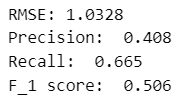 RMSE: 1.0328
Precision:  0.408
Recall:  0.665
F_1 score:  0.506